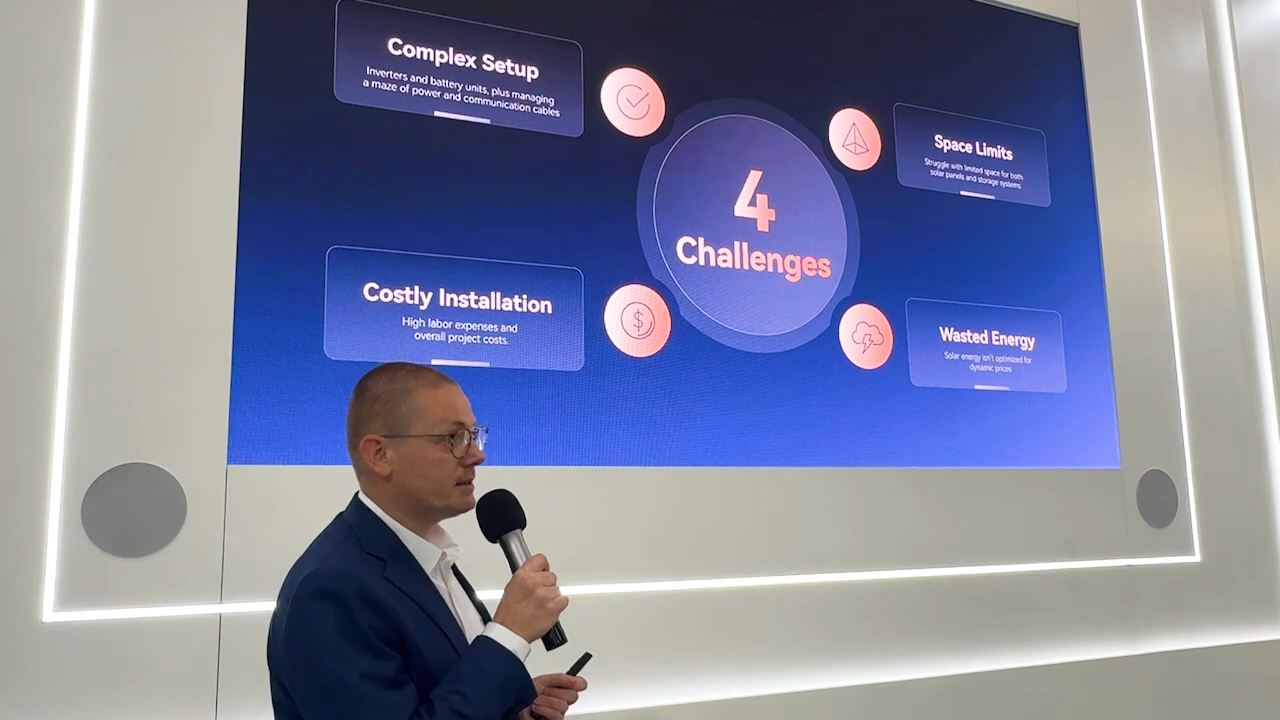 Complex Setup
Inverters and battery units, plus managing
a maze of power and communication cables
Space Limits
Struggle with limited space for both
solar panels and storage systems
4
Challenges
Costly Installation
High labor expenses and
overall project costs.
Wasted Energy
Solar energy isn't optimized for
dynamic prices